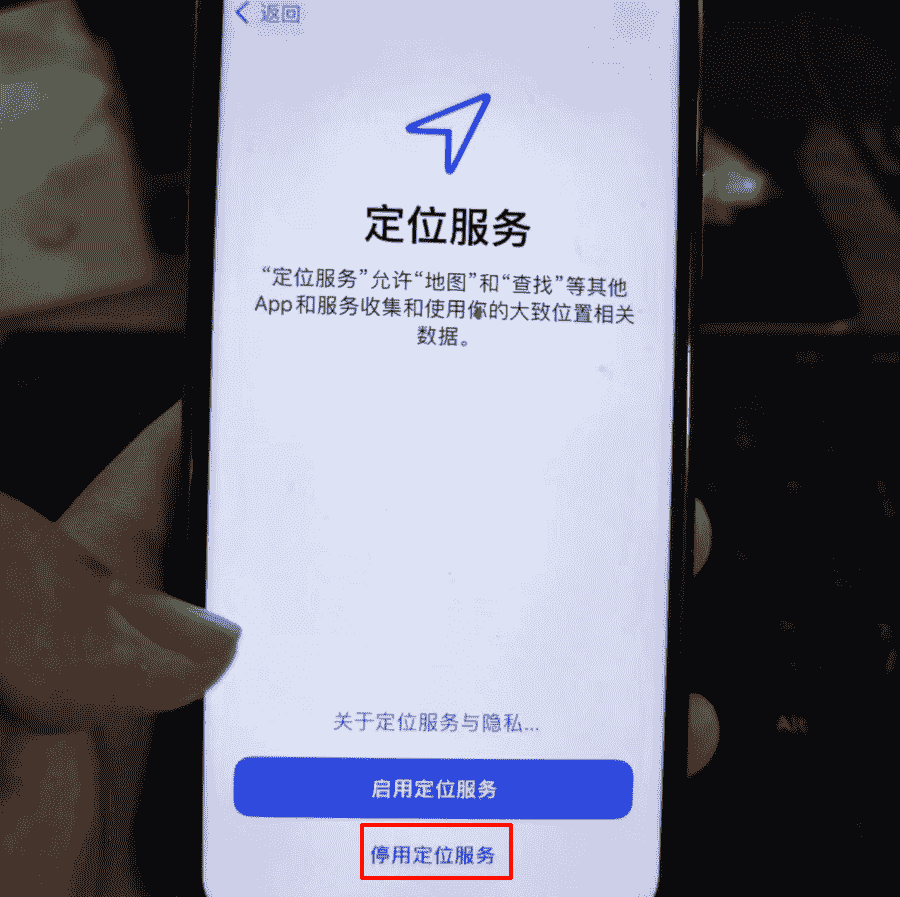 返回
定位服务
“定位服务”允许“地图”和“查找”等其他
App和服务收集和使用你的大致位置相关
数据。
关于定位服务与隐私...
启用定位服务
停用定位服务
Alt